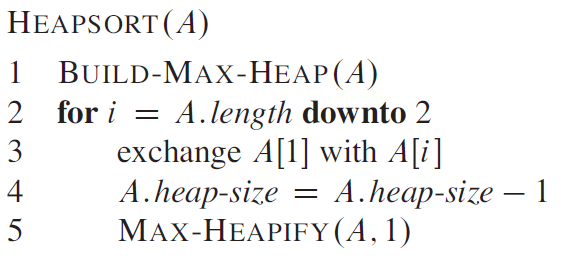 HEAPSORT(A)
1 BUILD-MAX-HEAP(A)
2 for i = A.length downto 2
3 exchange A[1] with A[i]
4 A.heap-size = A.heap-size − 1
5 MAX-HEAPIFY(A, 1)